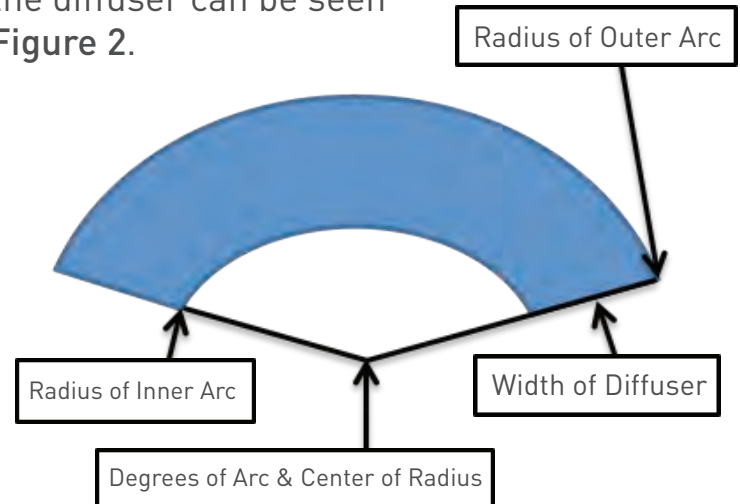 the diffuser can be seen
Figure 2.
Radius of Outer Arc
Radius of Inner Arc
Width of Diffuser
Degrees of Arc & Center of Radius